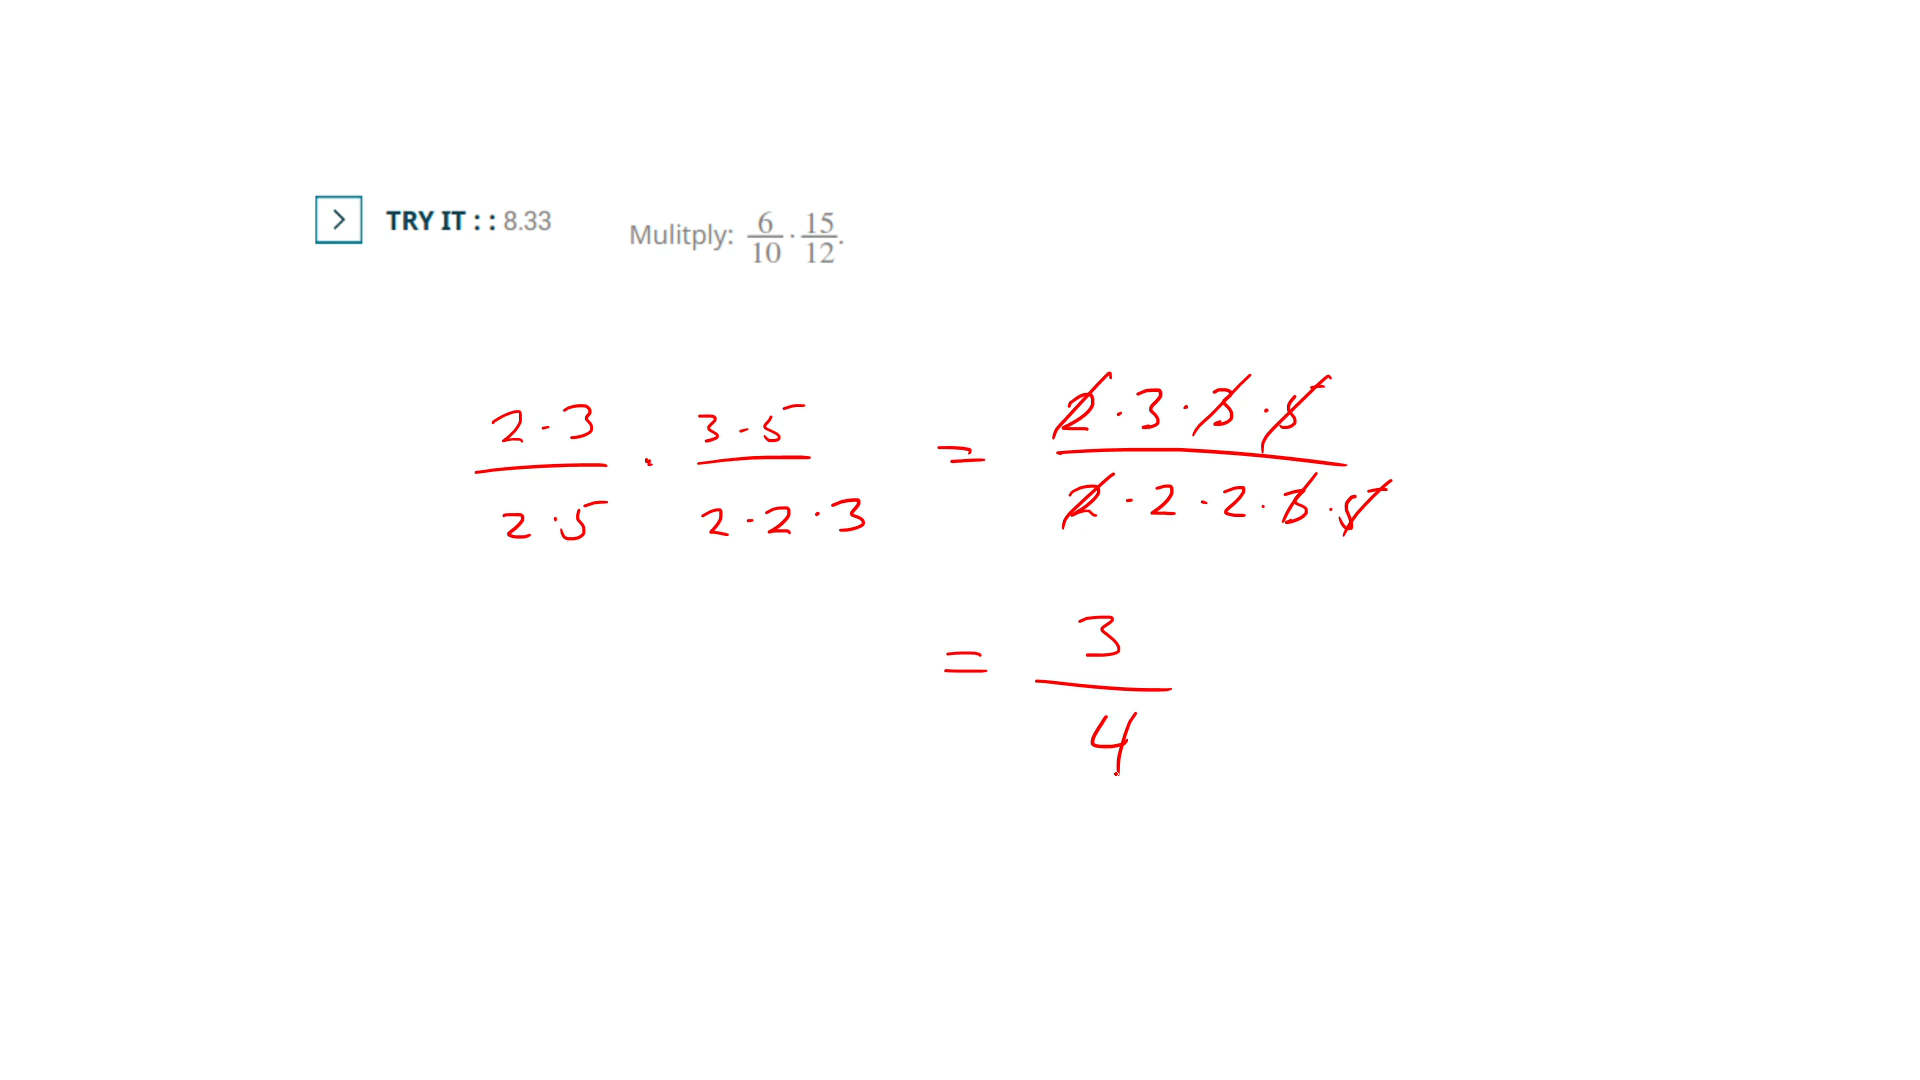 TRY IT : : 8.33 Mulitply: 6/10 · 15/12.
2·3/2·5 · 3·5/2·2·3 = 2·3·3·5/2·2·2·3·5
= 3/4